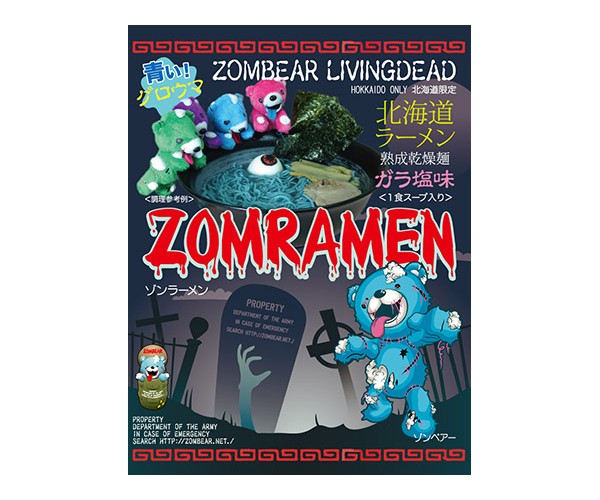 青い!
グロウマ
ZOMBEAR LIVINGDEAD
HOKKAIDO ONLY 北海道限定
北海道
ラーメン
熟成乾燥麺
ガラ塩味
<1食スープ入り>
<調理参考例>
ZOMRAMEN
ゾンラーメン
PROPERTY
DEPARTMENT OF THE ARMY
IN CASE OF EMERGENCY
SEARCH HTTP://ZOMBEAR.NET./
ZOMBEAR
PROPERTY
DEPARTMENT OF THE ARMY
IN CASE OF EMERGENCY
SEARCH HTTP://ZOMBEAR.NET./
ゾンベアー